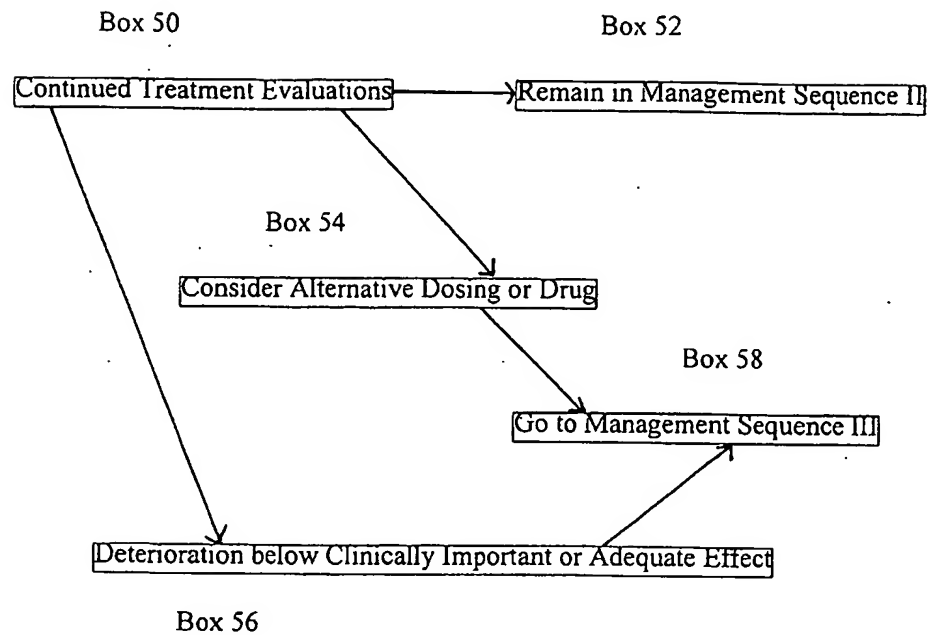 Box 50
Box 52
Continued Treatment Evaluations
Remain in Management Sequence II
Box 54
Consider Alternative Dosing or Drug
Box 58
Go to Management Sequence III
Deterioration below Clinically Important or Adequate Effect
Box 56